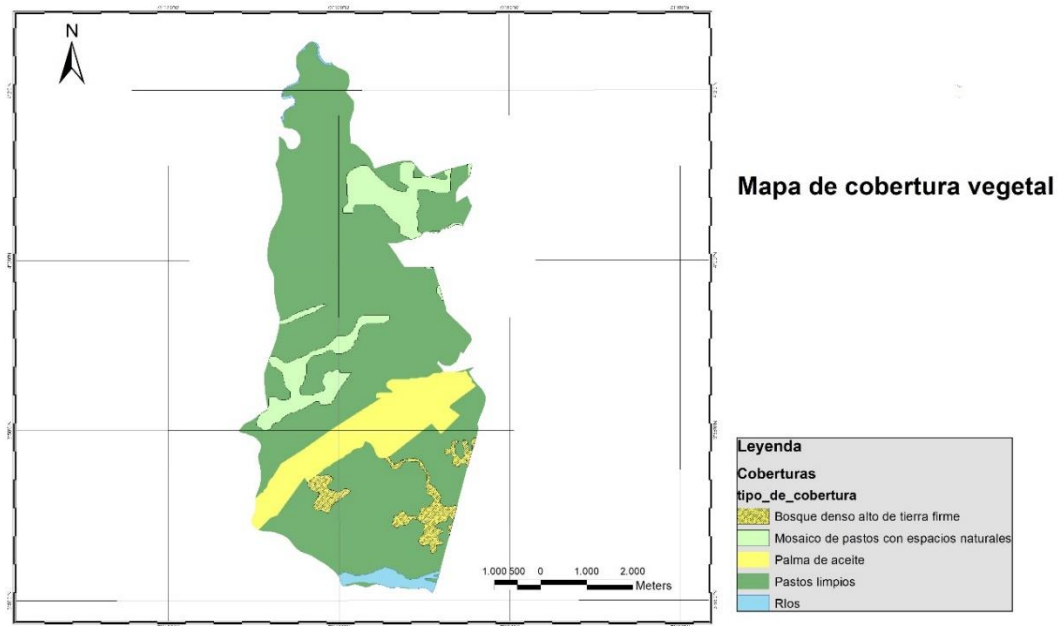 N
Mapa de cobertura vegetal
Leyenda
Coberturas
tipo_de_cobertura
Bosque denso alto de tierra firme
Mosaico de pastos con espacios naturales
Palma de aceite
Pastos limpios
RIos
1.000 500 0 1.000 2.000
Meters